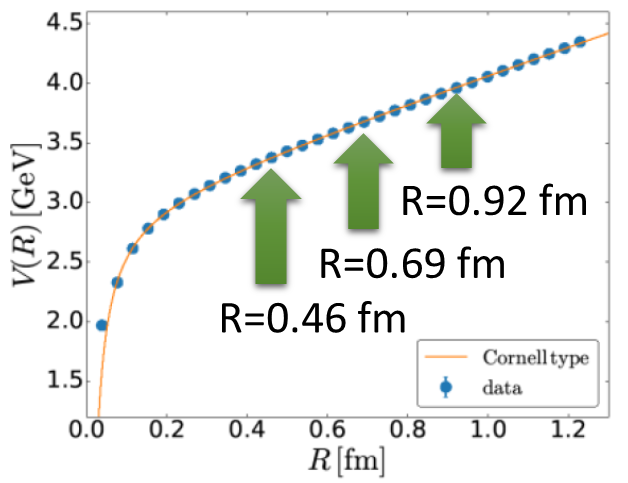 4.5
4.0
3.5
3.0
2.5
2.0
1.5
V(R) [GeV]
R=0.92 fm
R=0.69 fm
R=0.46 fm
Cornell type
data
0.0 0.2 0.4 0.6 0.8 1.0 1.2
R [fm]